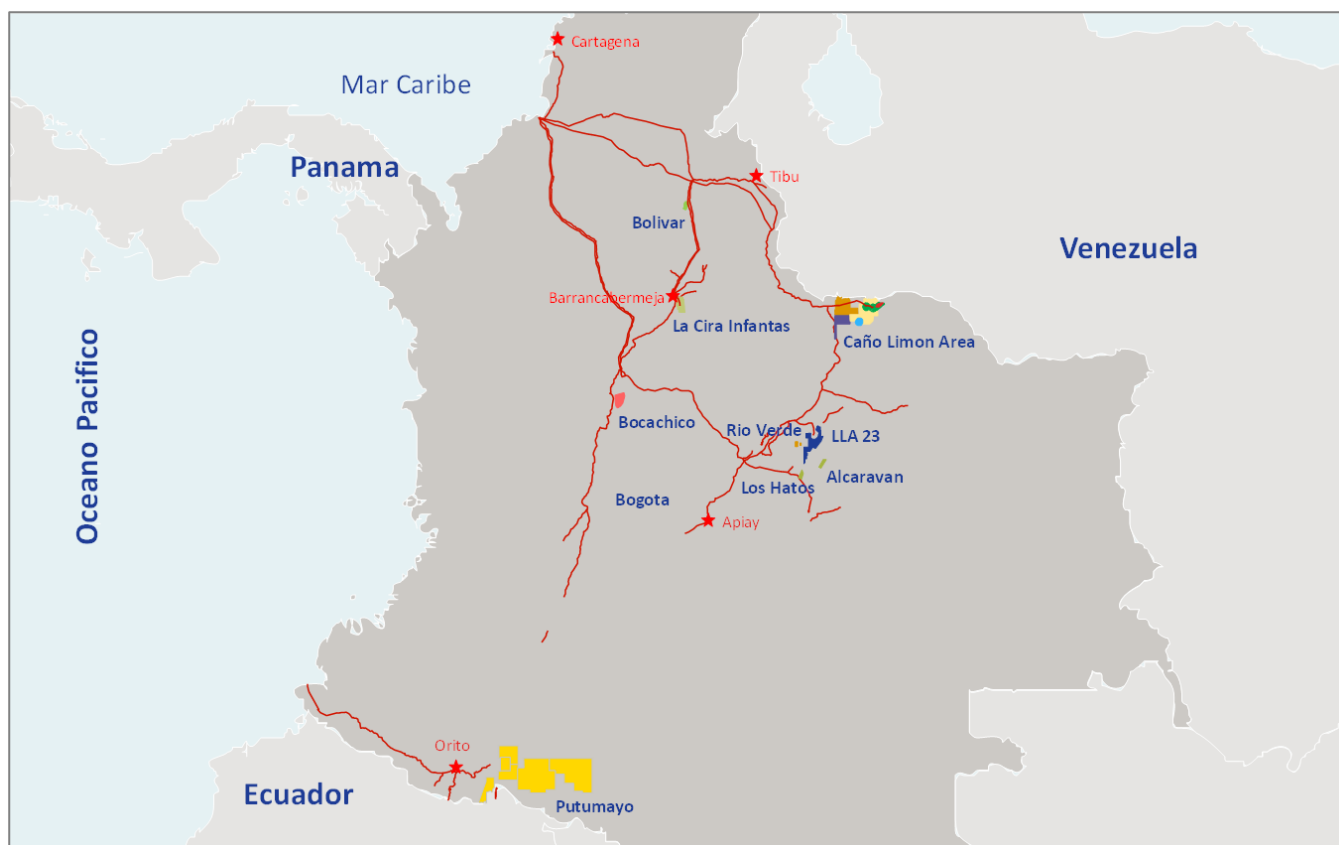 Cartagena
Mar Caribe
Panama
Tibu
Bolivar
Venezuela
Barrancabermeja
La Cira Infantas
Caño Limon Area
Oceano Pacifico
Bocachico
Rio Verde
LLA 23
Los Hatos
Alcaravan
Bogota
Apiay
Orito
Ecuador
Putumayo